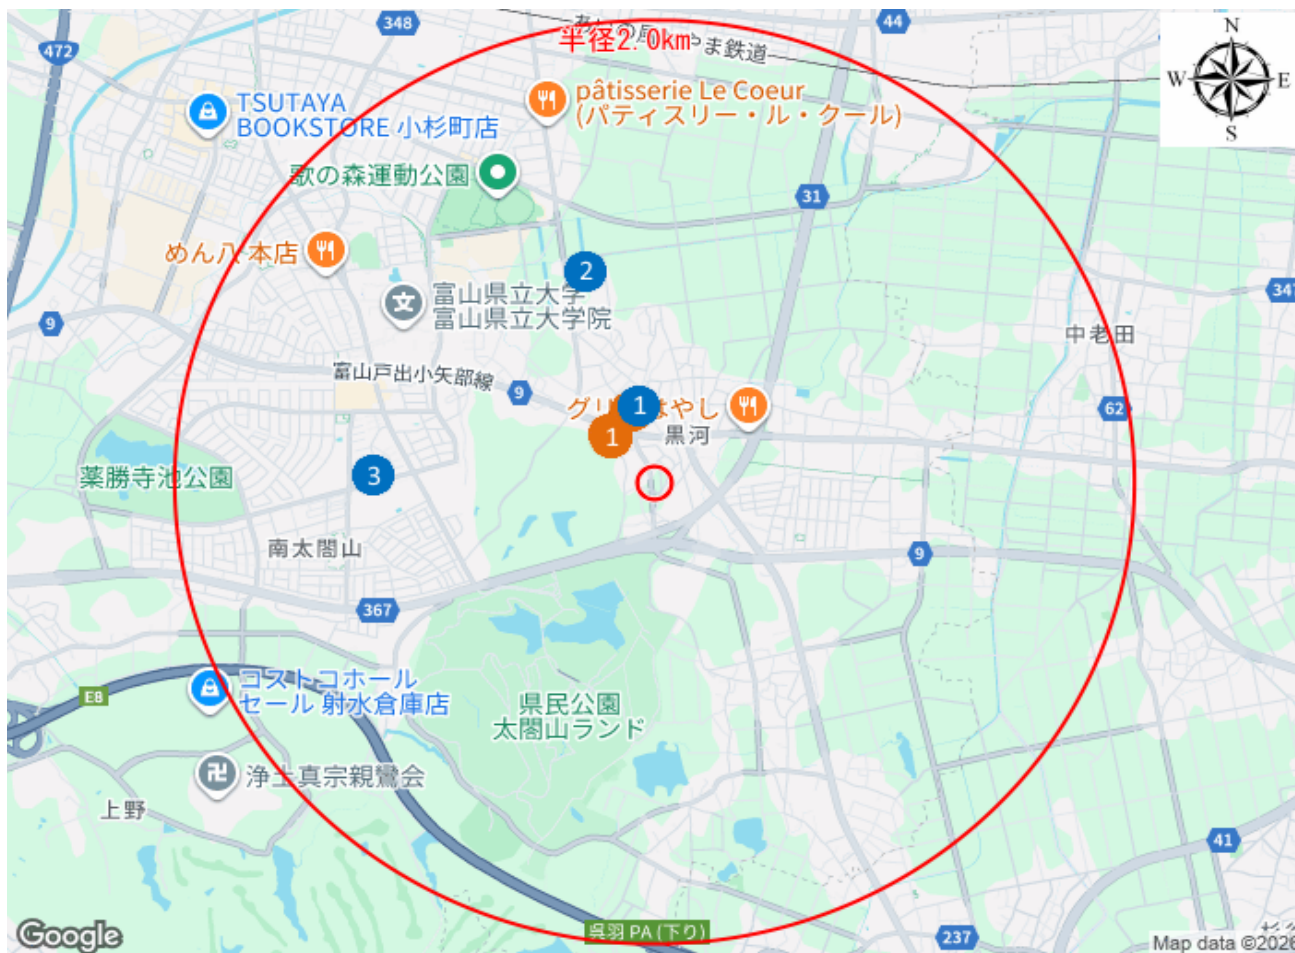 348
44
472
半径2.0km
やま鉄道
N
W
E
S
TSUTAYA
BOOKSTORE 小杉町店
pâtisserie Le Coeur
(パティスリー・ル・クール)
歌の森運動公園
31
めん八 本店
2
富山県立大学
富山県立大学院
347
9
中老田
富山戸出小矢部線
9
1
はやし
62
1
黒河
薬勝寺池公園
3
南太閤山
9
367
コストコホール
セール 射水倉庫店
E8
県民公園
太閤山ランド
浄土真宗親鸞会
上野
41
呉羽 PA (下り)
237
Google
Map data ©2026